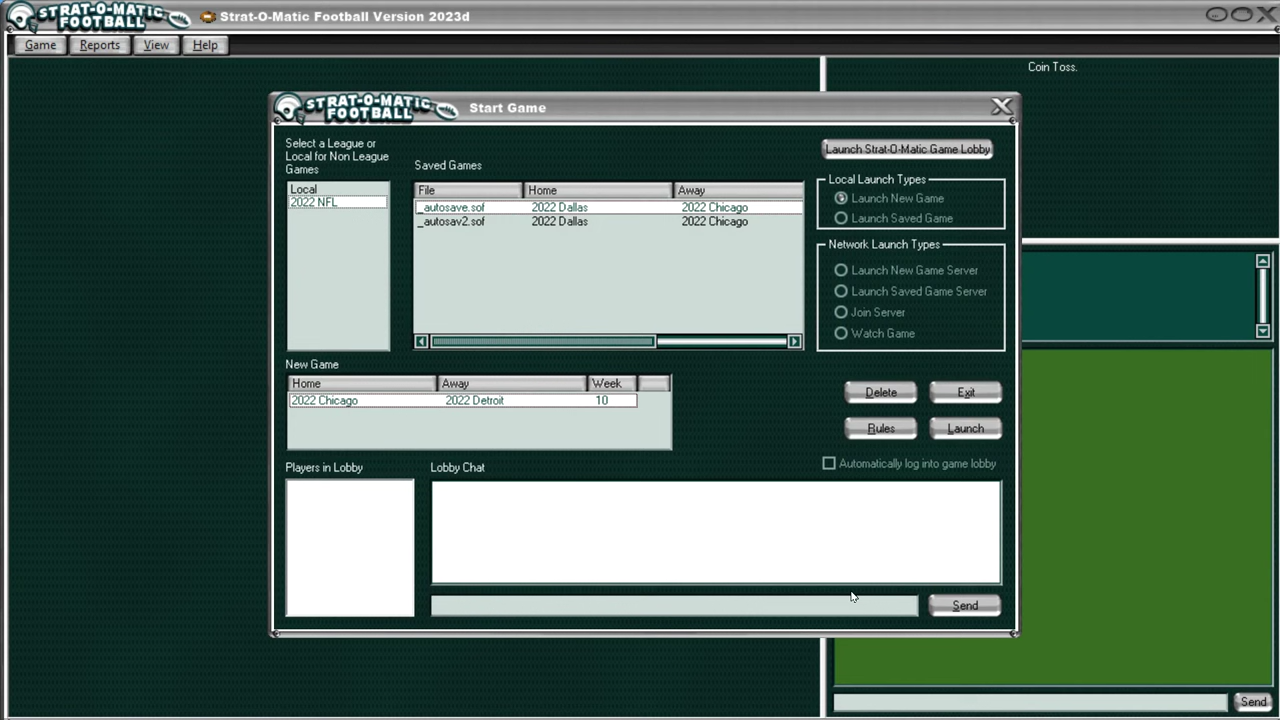 STRAT-O-MATIC FOOTBALL
Strat-O-Matic Football Version 2023d
Game Reports View Help
Coin Toss.
STRAT-O-MATIC FOOTBALL
Start Game
Select a League or
Local for Non League
Games
Local
2022 NFL
Saved Games
File Home Away
_autosave.sof 2022 Dallas 2022 Chicago
_autosav2.sof 2022 Dallas 2022 Chicago
Launch Strat-O-Matic Game Lobby
Local Launch Types
Launch New Game
Launch Saved Game
Network Launch Types
Launch New Game Server
Launch Saved Game Server
Join Server
Watch Game
New Game
Home Away Week
2022 Chicago 2022 Detroit 10
Delete Exit
Rules Launch
Automatically log into game lobby
Players in Lobby
Lobby Chat
Send
Send